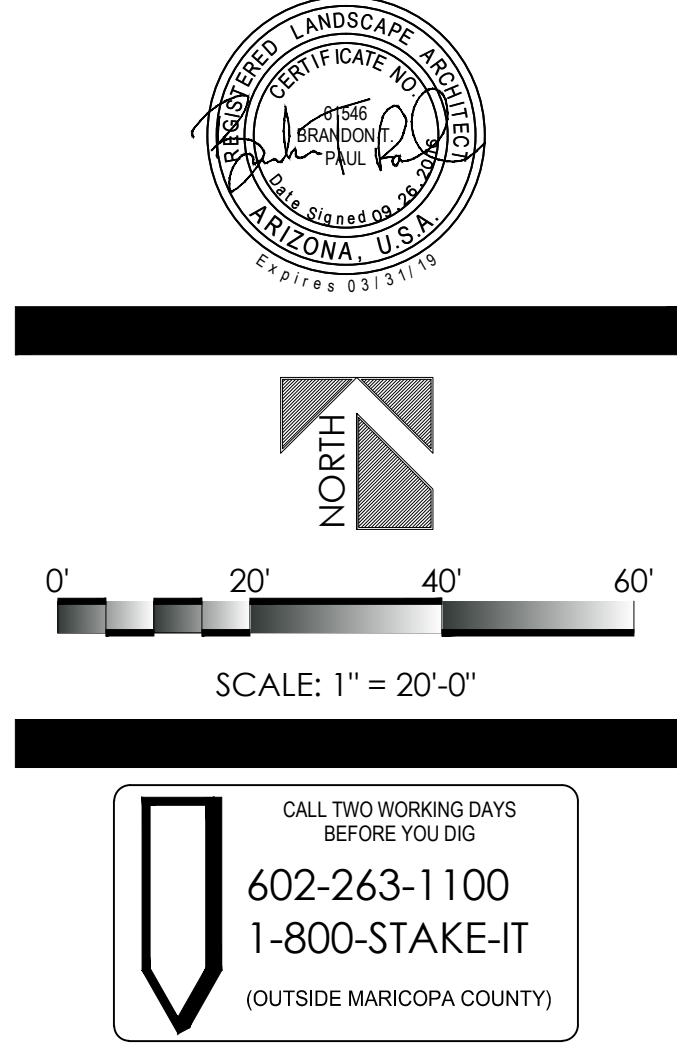 REGISTERED LANDSCAPE ARCHITECT
CERTIFICATE NO.
61546
BRANDON T.
PAUL
Date Signed 09.26.2016
ARIZONA, U.S.A.
Expires 03/31/19
NORTH
0' 20' 40' 60'
SCALE: 1" = 20'-0"
CALL TWO WORKING DAYS
BEFORE YOU DIG
602-263-1100
1-800-STAKE-IT
(OUTSIDE MARICOPA COUNTY)